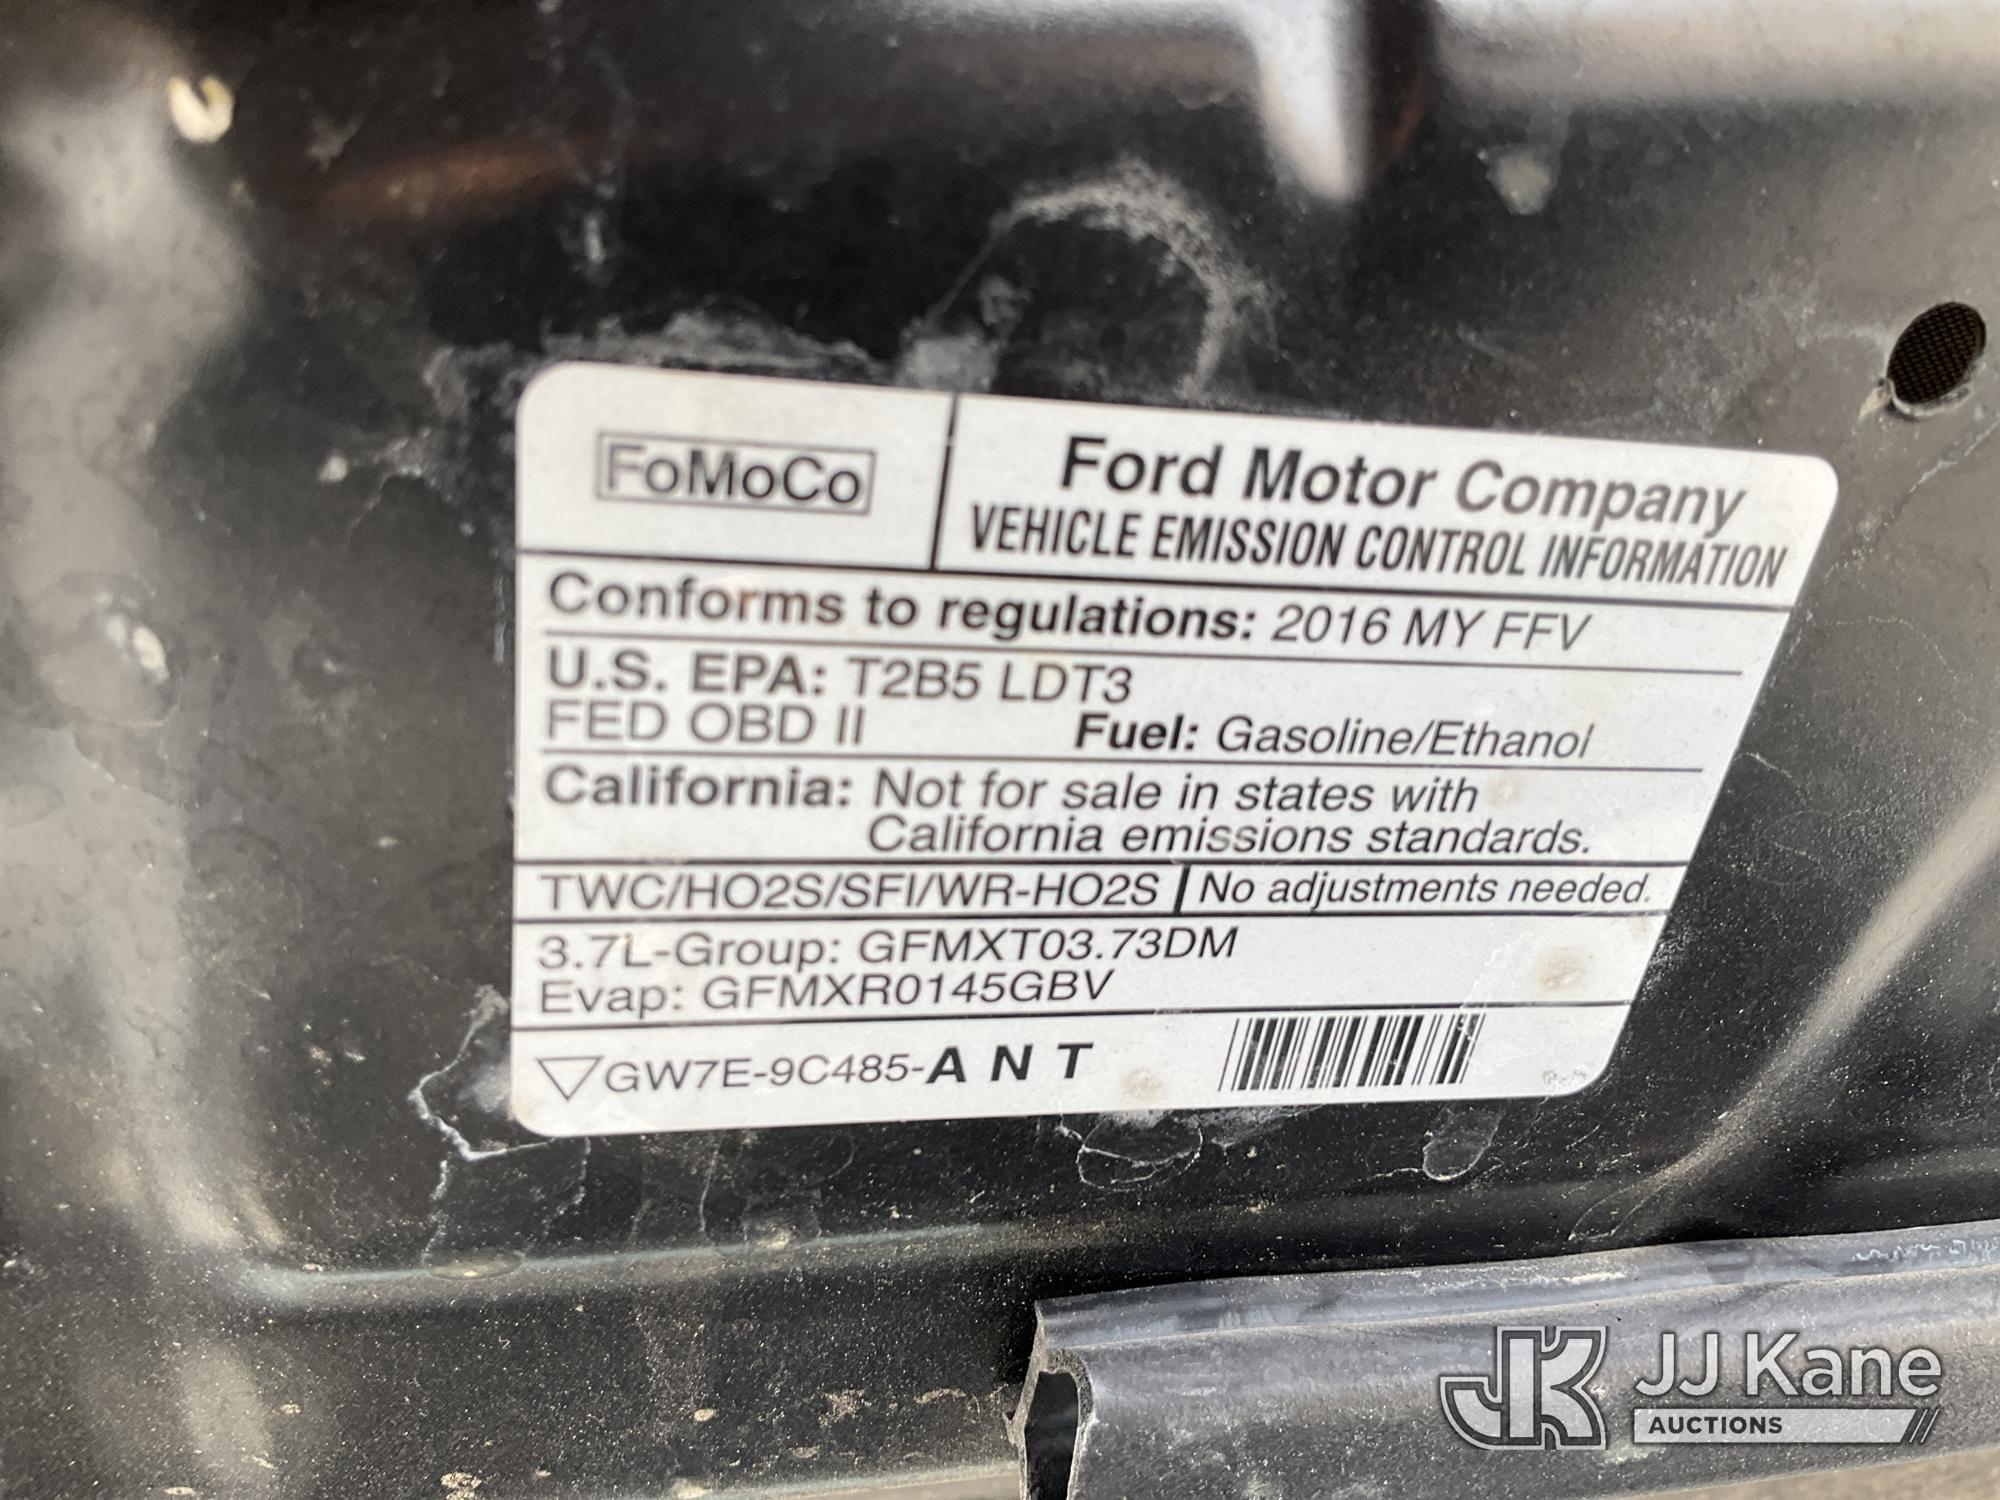 FoMoCo
Ford Motor Company
VEHICLE EMISSION CONTROL INFORMATION
Conforms to regulations: 2016 MY FFV
U.S. EPA: T2B5 LDT3
FED OBD II Fuel: Gasoline/Ethanol
California: Not for sale in states with
California emissions standards.
TWC/HO2S/SFI/WR-HO2S No adjustments needed.
3.7L-Group: GFMXT03.73DM
Evap: GFMXR0145GBV
GW7E-9C485-ANT
JK JJ Kane
AUCTIONS